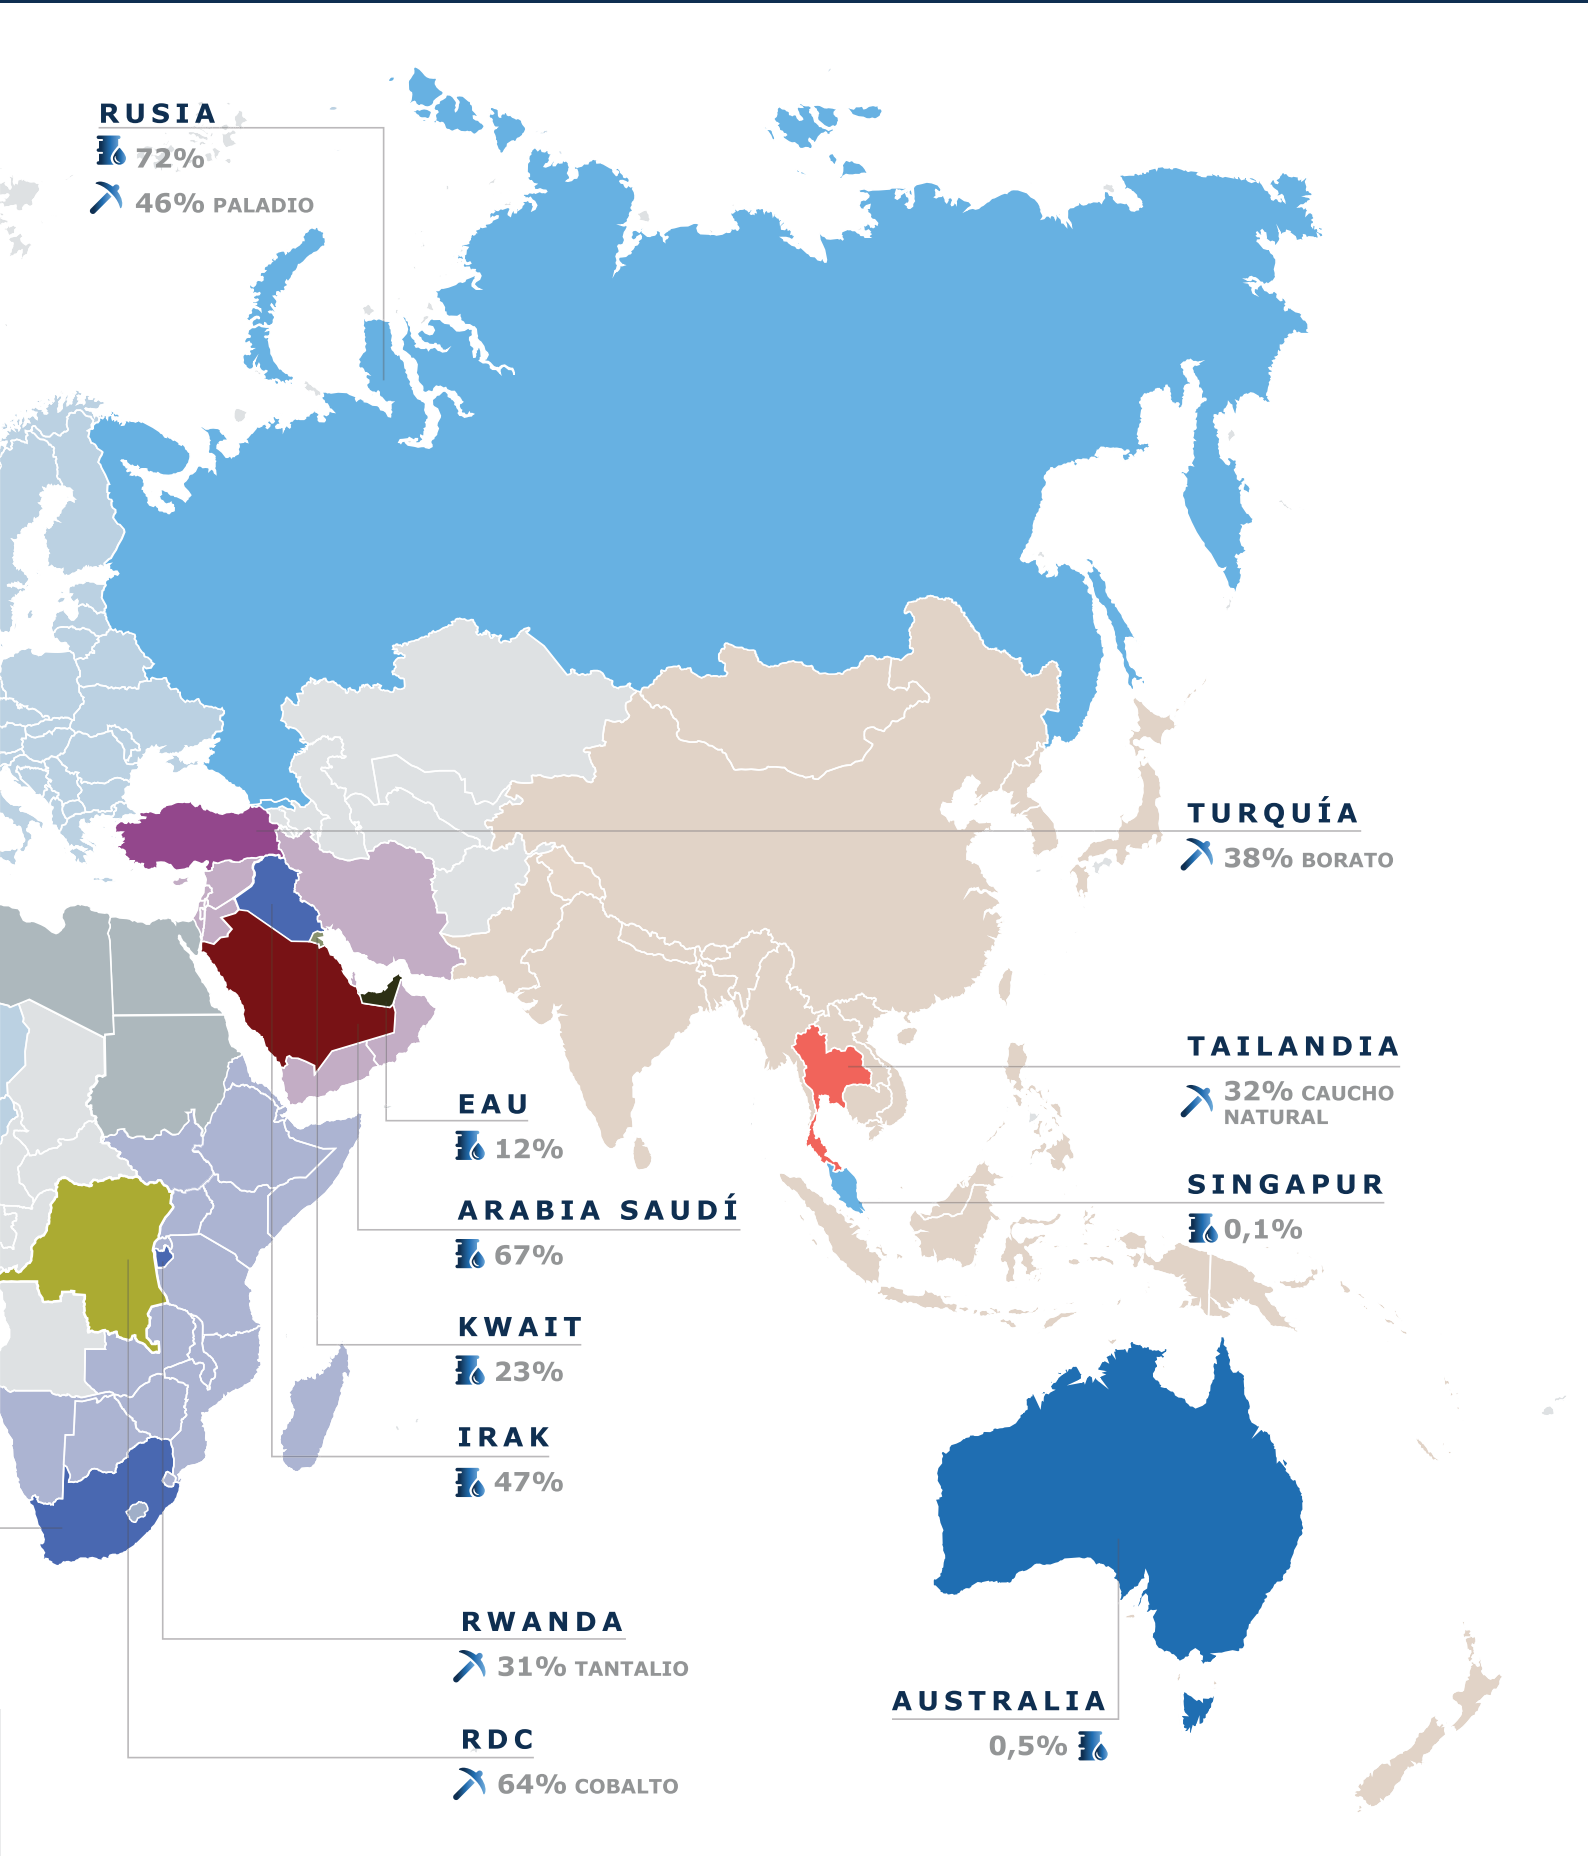 RUSIA
72%
46% PALADIO
TURQUÍA
38% BORATO
TAILANDIA
32% CAUCHO
NATURAL
EAU
12%
SINGAPUR
0,1%
ARABIA SAUDÍ
67%
KWAIT
23%
IRAK
47%
RWANDA
31% TANTALIO
AUSTRALIA
0,5%
RDC
64% COBALTO